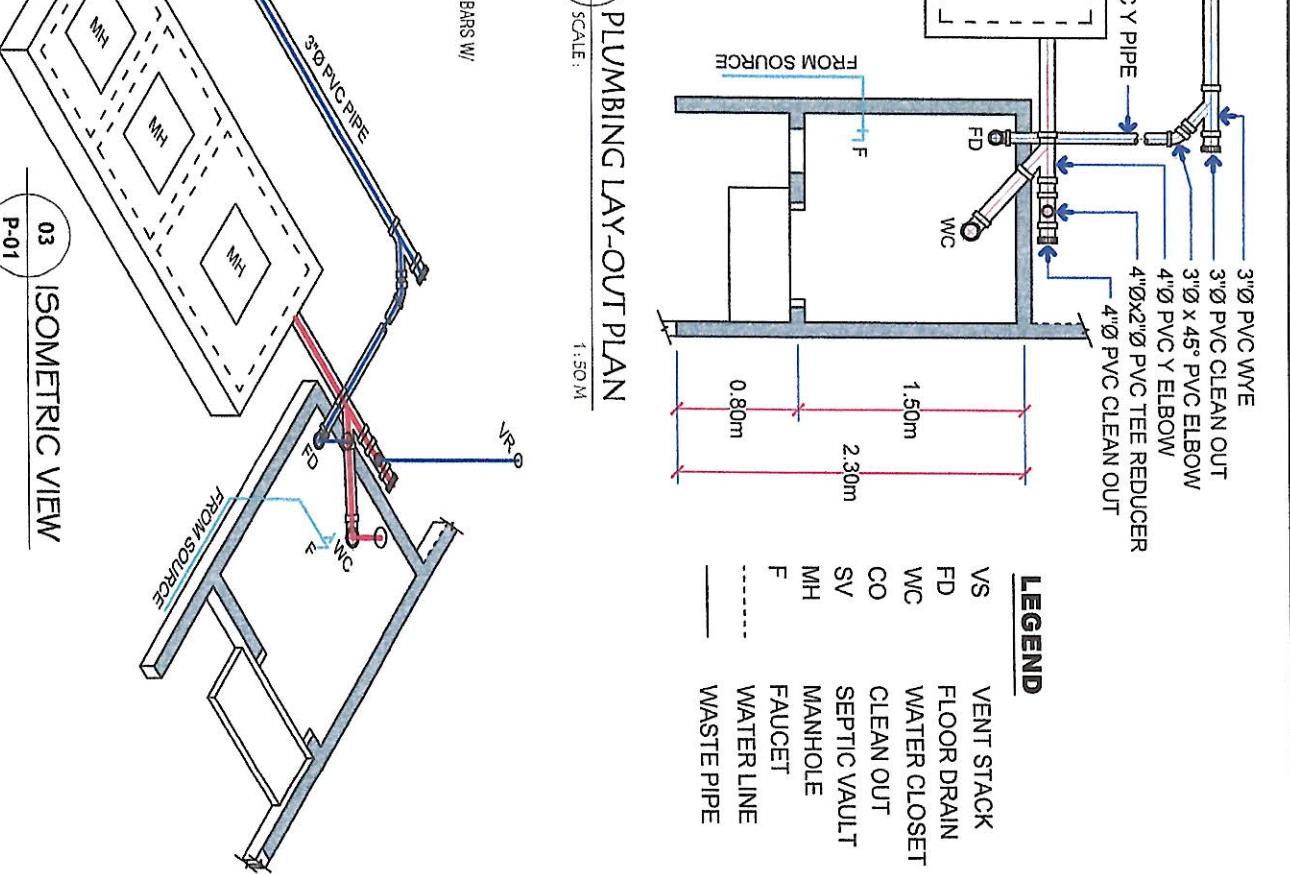 3"Ø PVC WYE
3"Ø PVC CLEAN OUT
3"Ø x 45° PVC ELBOW
4"Ø PVC Y ELBOW
4"Øx2"Ø PVC TEE REDUCER
4"Ø PVC CLEAN OUT
C Y PIPE
FD
WC
F
FROM SOURCE
1.50m
0.80m
2.30m
PLUMBING LAY-OUT PLAN
SCALE :
1:50 M
LEGEND
VS VENT STACK
FD FLOOR DRAIN
WC WATER CLOSET
CO CLEAN OUT
SV SEPTIC VAULT
MH MANHOLE
F FAUCET
WATER LINE
WASTE PIPE
BARS W/
3"Ø PVC PIPE
MH
MH
MH
VR
FD
WC
F
FROM SOURCE
03
P-01
ISOMETRIC VIEW